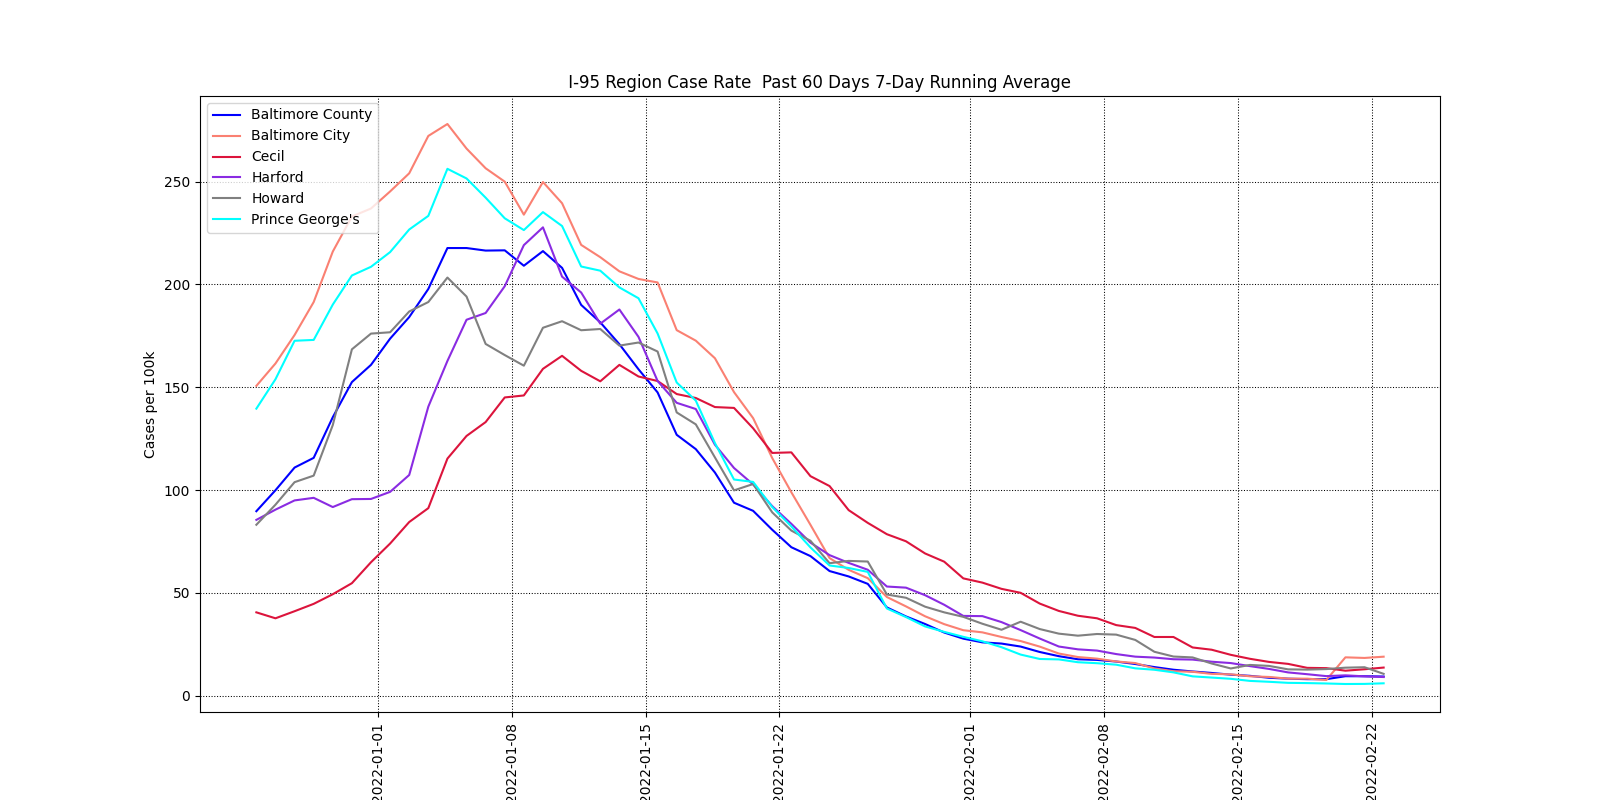 I-95 Region Case Rate  Past 60 Days 7-Day Running Average
Baltimore County
Baltimore City
Cecil
Harford
Howard
Prince George's
Cases per 100k
250
200
150
100
50
0
2022-01-01
2022-01-08
2022-01-15
2022-01-22
2022-02-01
2022-02-08
2022-02-15
2022-02-22